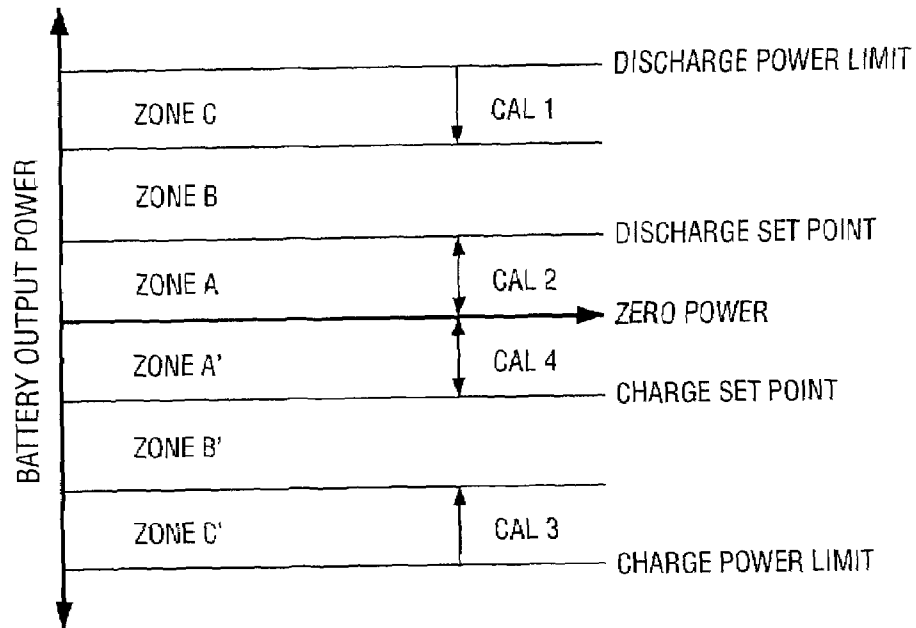 DISCHARGE POWER LIMIT
ZONE C
CAL 1
ZONE B
DISCHARGE SET POINT
ZONE A
CAL 2
ZERO POWER
ZONE A'
CAL 4
CHARGE SET POINT
ZONE B'
ZONE C'
CAL 3
CHARGE POWER LIMIT
BATTERY OUTPUT POWER